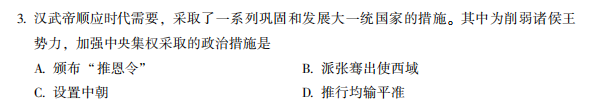 3. 汉武帝顺应时代需要，采取了一系列巩固和发展大一统国家的措施。其中为削弱诸侯王
势力，加强中央集权采取的政治措施是
A. 颁布“推恩令” B. 派张骞出使西域
C. 设置中朝 D. 推行均输平准